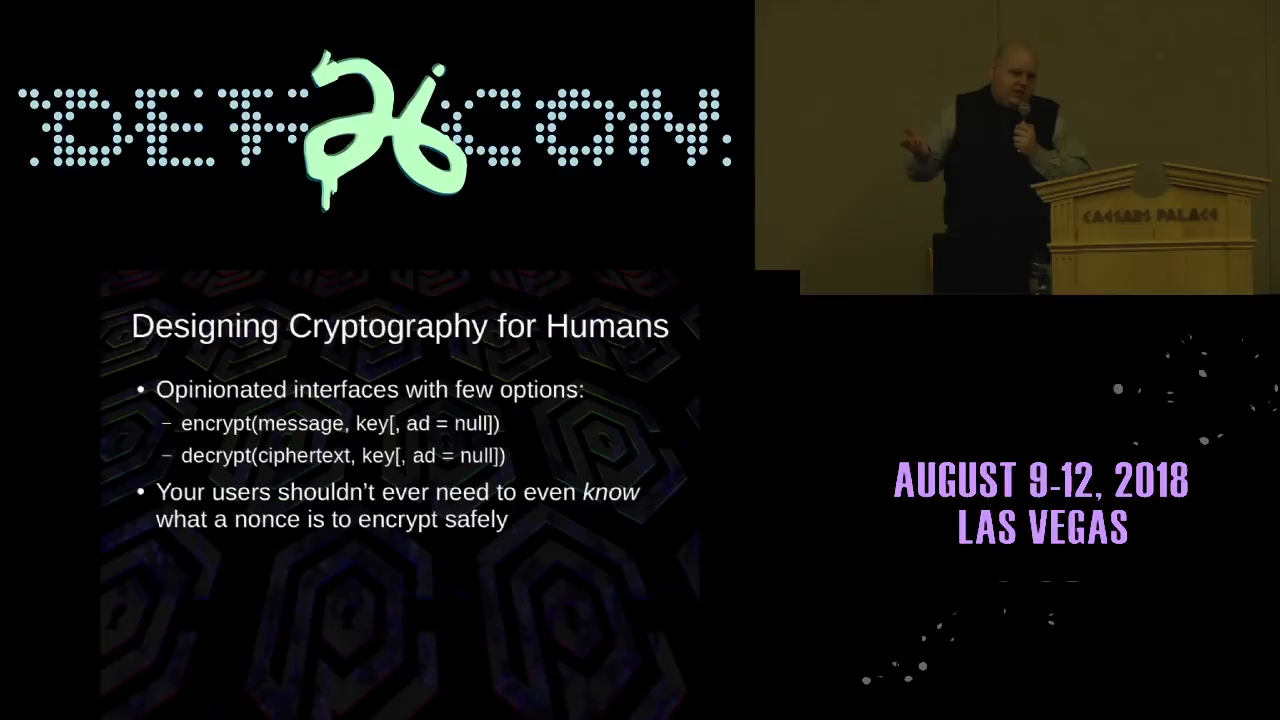 DEF CON
26
CAESARS PALACE
Designing Cryptography for Humans
• Opinionated interfaces with few options:
– encrypt(message, key[, ad = null])
– decrypt(ciphertext, key[, ad = null])
• Your users shouldn’t ever need to even know
what a nonce is to encrypt safely
AUGUST 9-12, 2018
LAS VEGAS